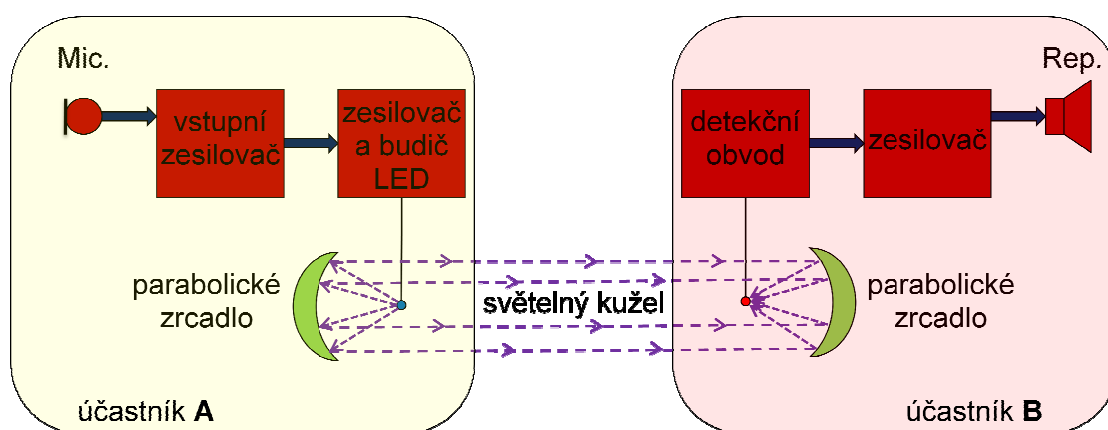 Mic.
vstupní
zesilovač
zesilovač
a budič
LED
parabolické
zrcadlo
účastník A
světelný kužel
Rep.
detekční
obvod
zesilovač
parabolické
zrcadlo
účastník B